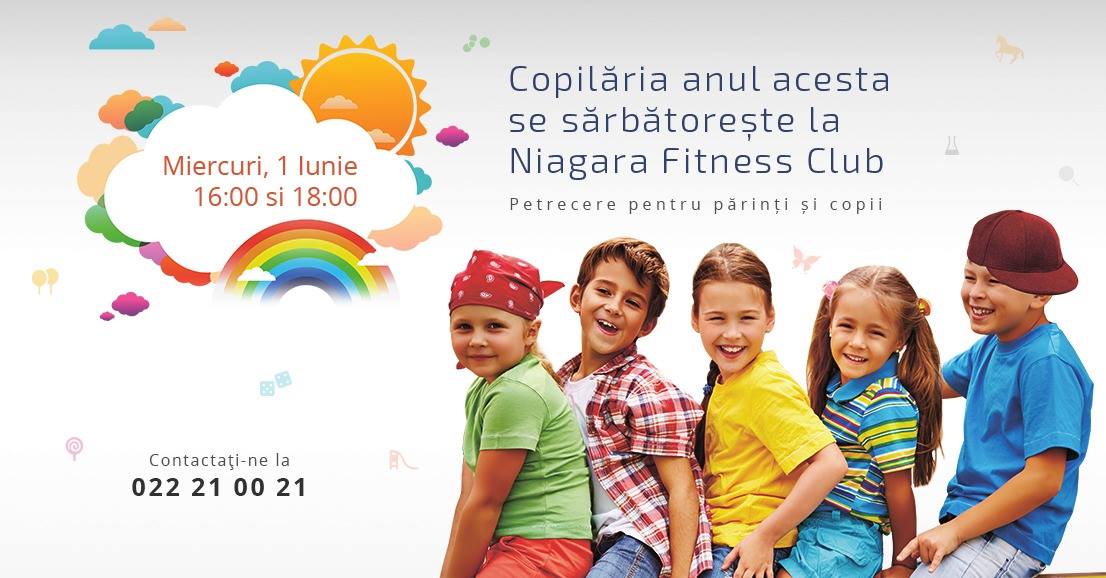 Miercuri, 1 Iunie
16:00 si 18:00
Copilăria anul acesta
se sărbătorește la
Niagara Fitness Club
Petrecere pentru părinți și copii
Contactaţi-ne la
022 21 00 21